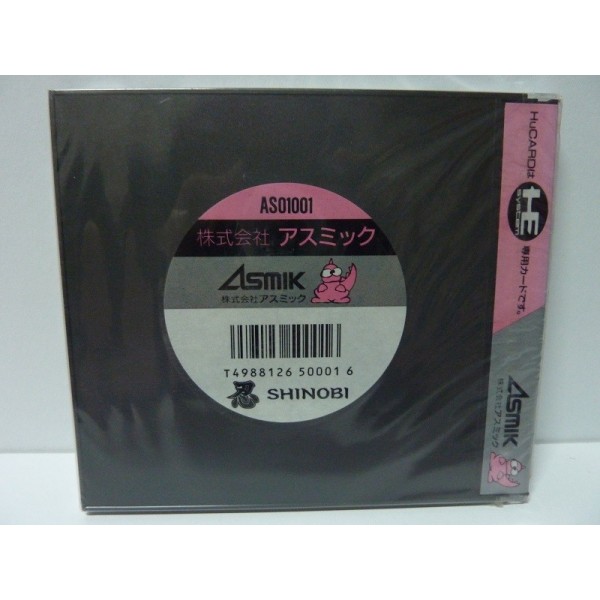 AS01001
株式会社 アスミック
ASMIK
株式会社アスミック
T4988126 50001 6
忍 SHINOBI
HuCARDは
HE
専用カードです。
ASMIK
株式会社アスミック